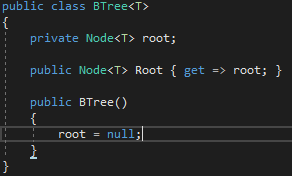 public class BTree<T>
{
private Node<T> root;
public Node<T> Root { get => root; }
public BTree()
{
root = null;
}
}